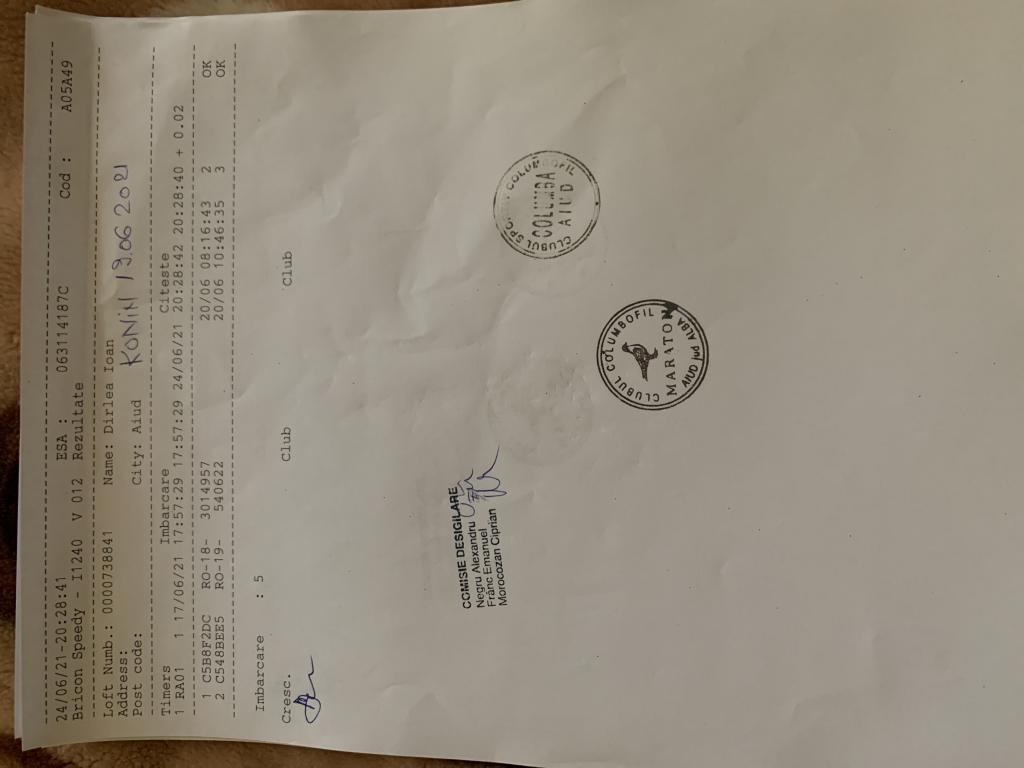 24/06/21-20:28:41 ESA : 063114187C Cod : A05A49
Bricon Speedy - I1240 V 012 Rezultate
Loft Numb.: 0000738841 Name: Dirlea Ioan
Address:
Post code: City: Aiud
KONIN 19.06 2021
Timers Imbarcare Citeste
1 RA01 1 17/06/21 17:57:29 17:57:29 24/06/21 20:28:42 20:28:40 + 0.02
1 C5B8F2DC RO-18- 3014957 20/06 08:16:43 2 OK
2 C548BEE5 RO-19- 540622 20/06 10:46:35 3 OK
Imbarcare : 5
Cresc. Club Club
COMISIE DESIGILARE
Negru Alexandru
Frânc Emanuel
Morocozan Ciprian
CLUBUL COLUMBOFIL
MARATON
AIUD jud ALBA
CLUBUL SPORTIV COLUMBOFIL
COLUMBA
AIUD